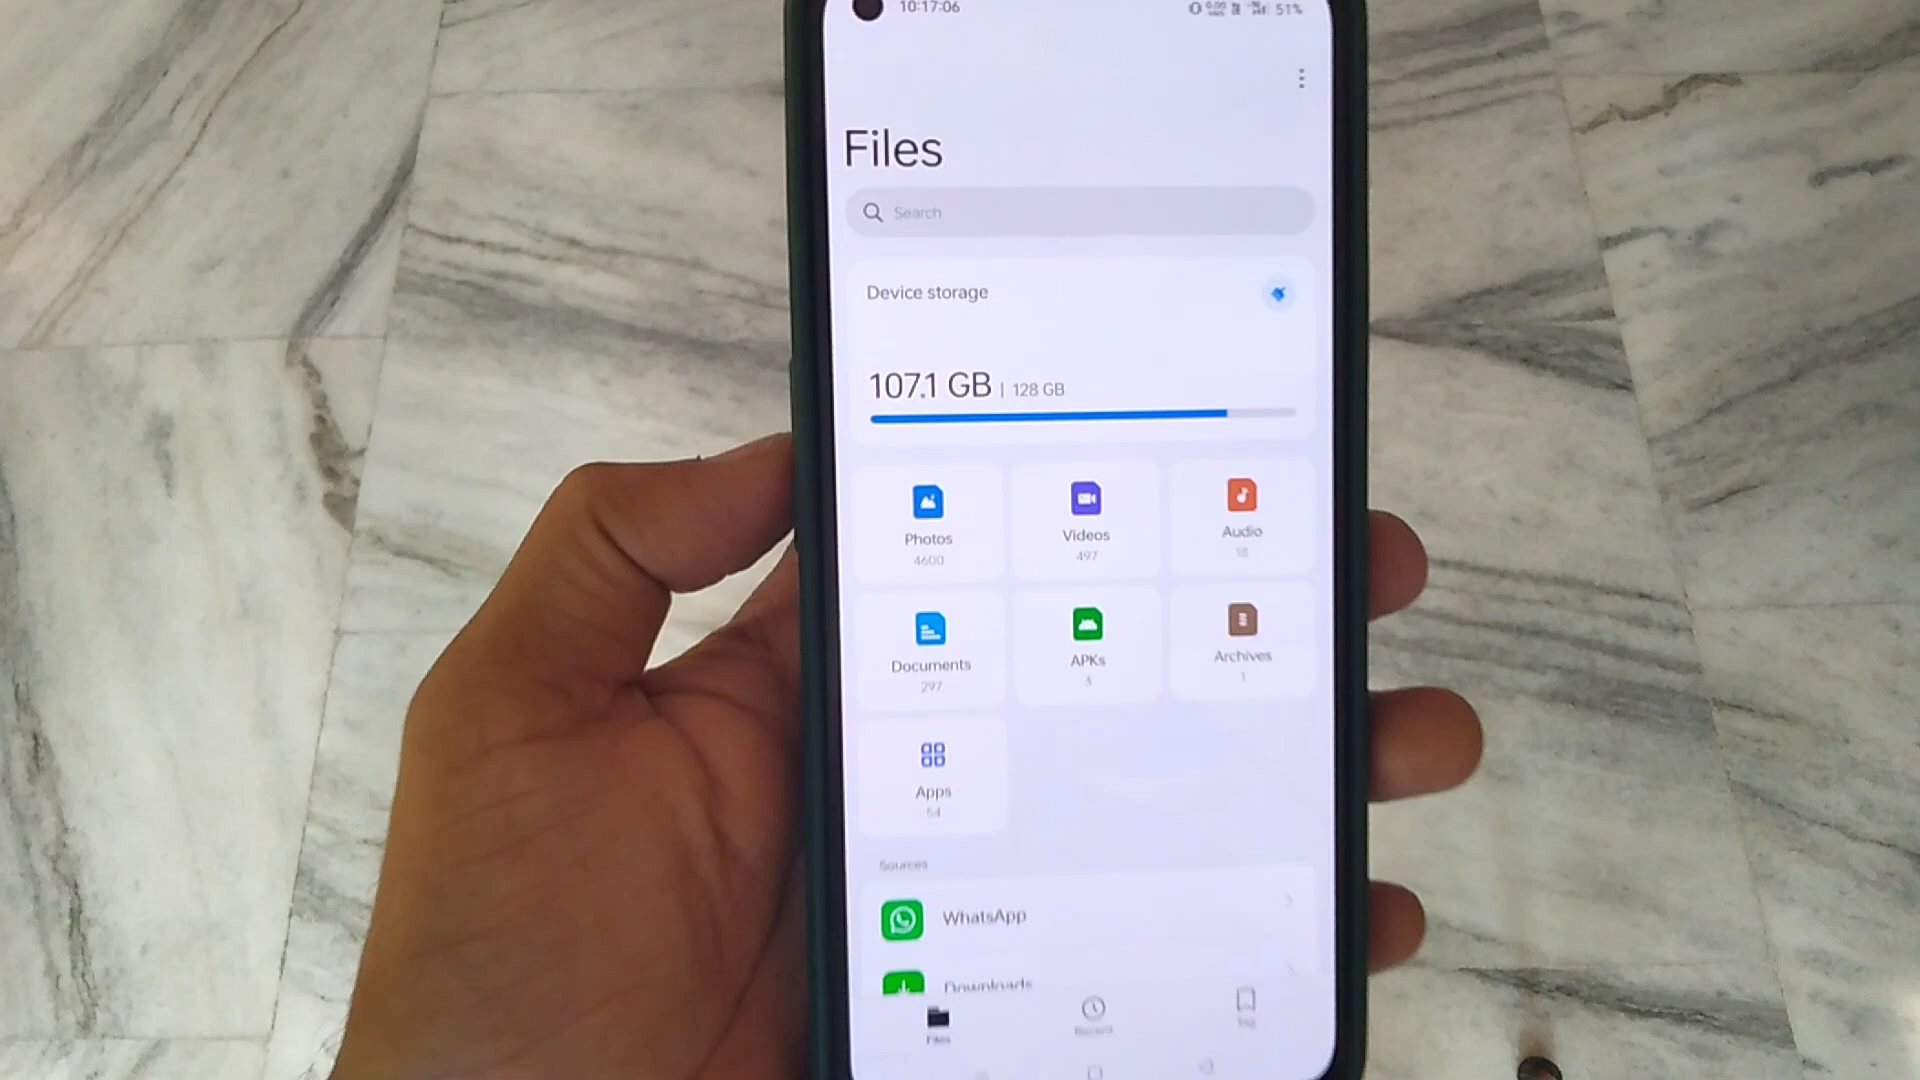 10:17:06 51%
Files
Search
Device storage
107.1 GB | 128 GB
Photos Videos Audio
4600 497 18
Documents APKs Archives
297 3 1
Apps
54
Sources
WhatsApp
Downloads
Files Recent